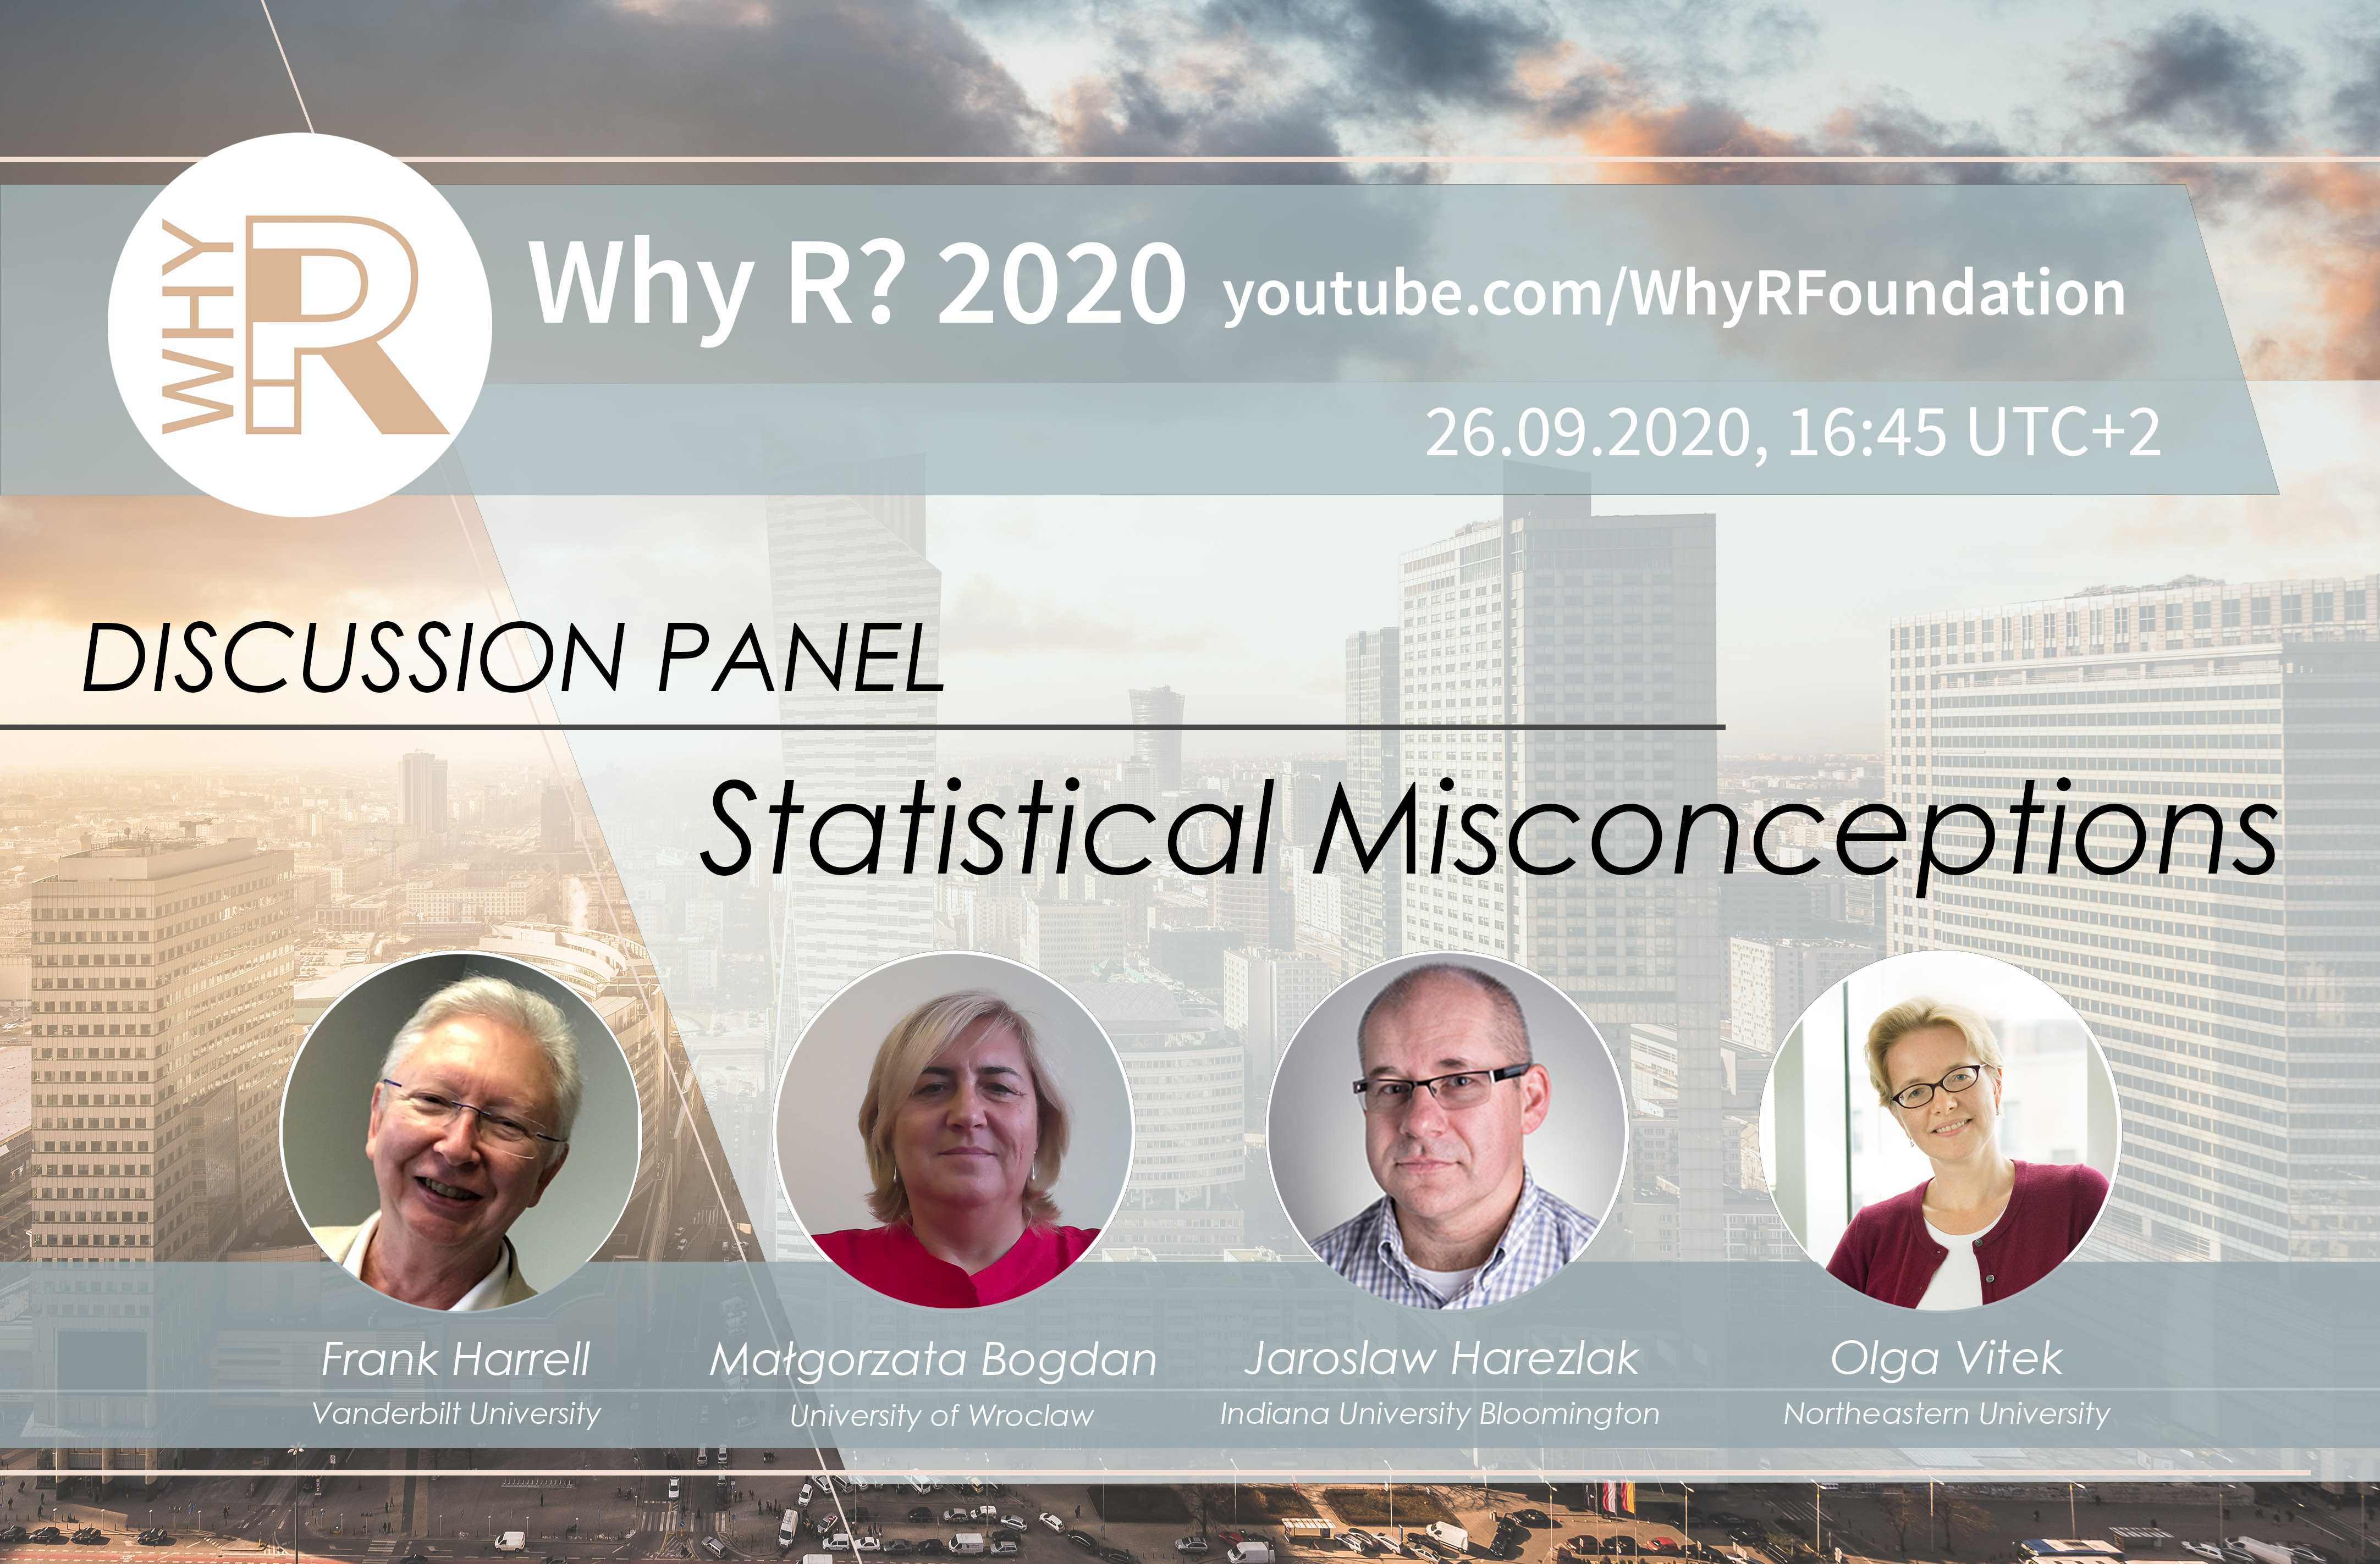 WHY R
Why R? 2020 youtube.com/WhyRFoundation
26.09.2020, 16:45 UTC+2
DISCUSSION PANEL
Statistical Misconceptions
Frank Harrell
Vanderbilt University
Małgorzata Bogdan
University of Wroclaw
Jaroslaw Harezlak
Indiana University Bloomington
Olga Vitek
Northeastern University